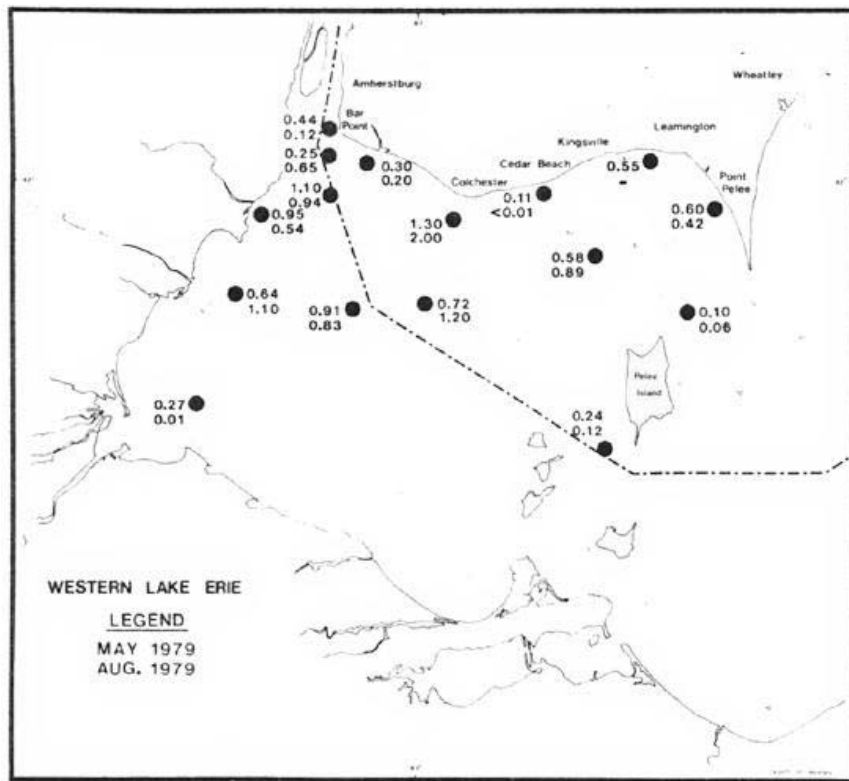 Amherstburg
Wheatley
Bar
Point
0.44
0.12
Leamington
Kingsville
0.25
0.65
0.30
0.20
Cedar Beach
0.55
-
Colchester
Point
Pelee
1.10
0.94
0.11
<0.01
0.95
0.54
1.30
2.00
0.60
0.42
0.58
0.89
0.64
1.10
0.91
0.83
0.72
1.20
0.10
0.06
Pelee
Island
0.27
0.01
0.24
0.12
WESTERN LAKE ERIE
LEGEND
MAY 1979
AUG. 1979